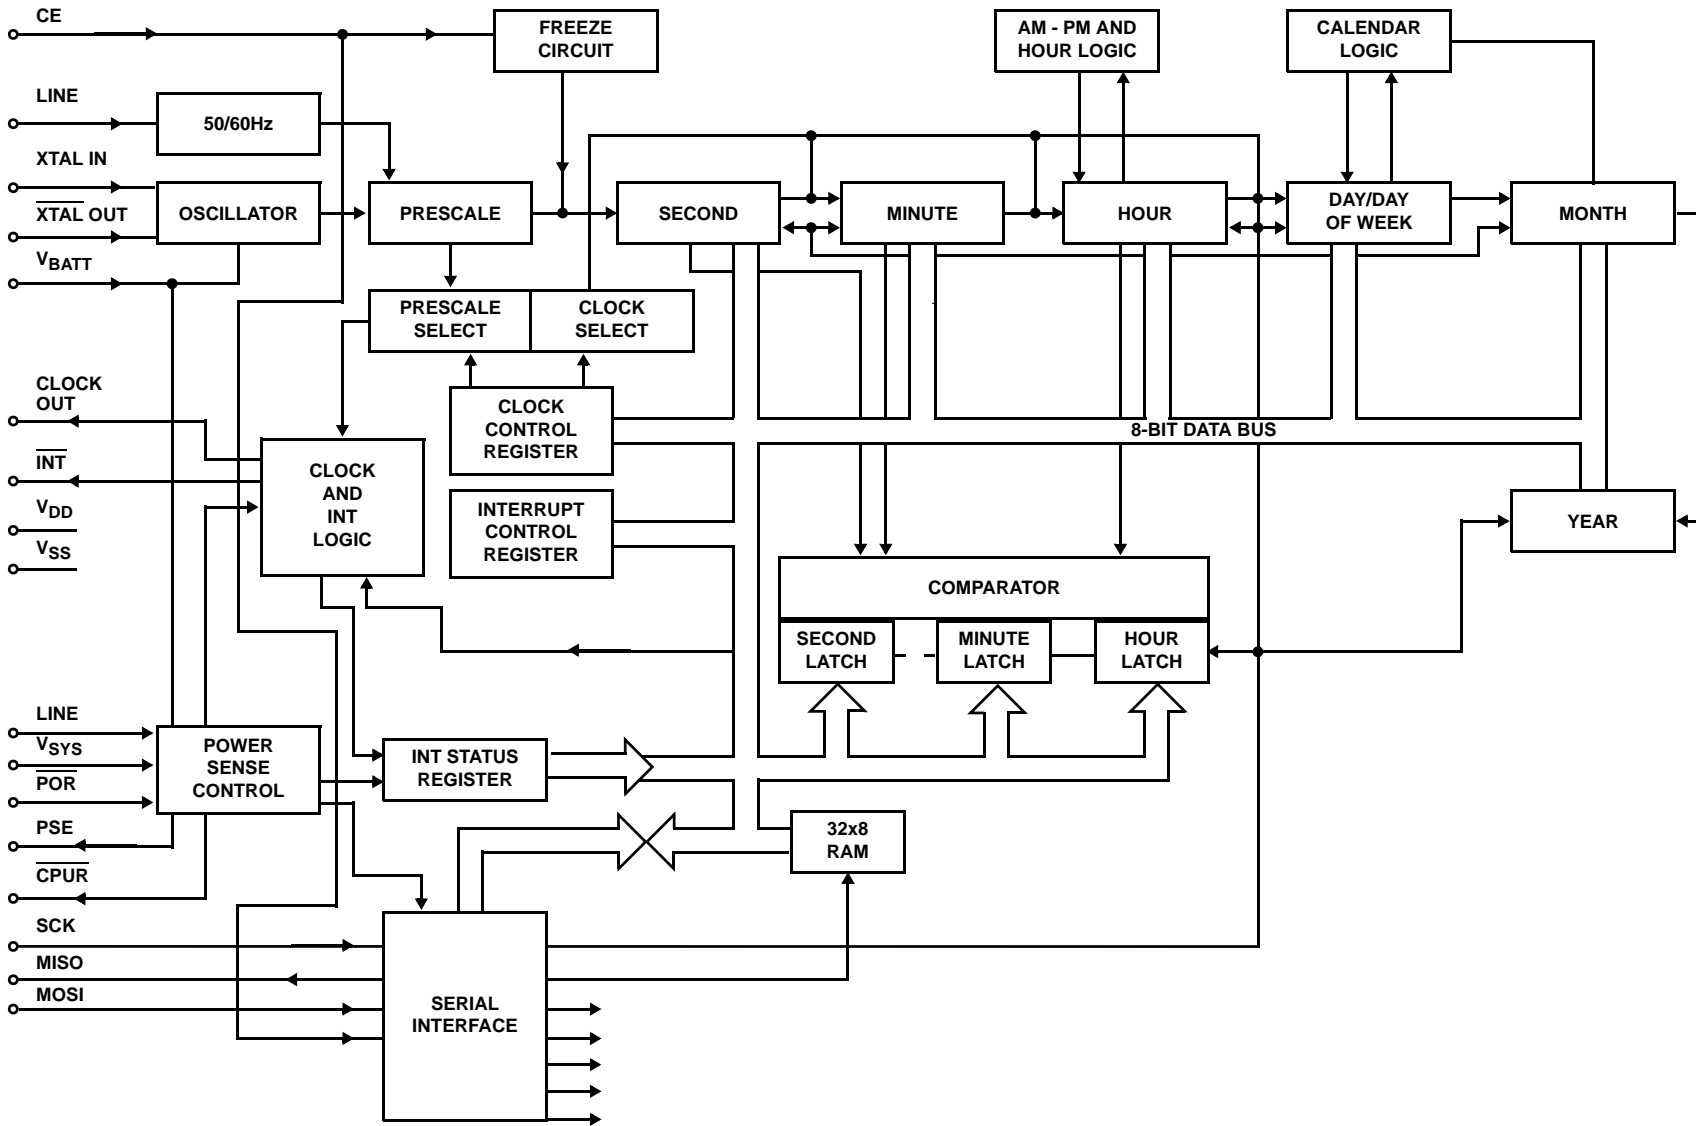 CE
FREEZE
CIRCUIT
AM - PM AND
HOUR LOGIC
CALENDAR
LOGIC
LINE
50/60Hz
XTAL IN
XTAL OUT
OSCILLATOR
PRESCALE
SECOND
MINUTE
HOUR
DAY/DAY
OF WEEK
MONTH
VBATT
PRESCALE
SELECT
CLOCK
SELECT
CLOCK
OUT
CLOCK
CONTROL
REGISTER
8-BIT DATA BUS
INT
CLOCK
AND
INT
LOGIC
VDD
VSS
INTERRUPT
CONTROL
REGISTER
YEAR
COMPARATOR
SECOND
LATCH
MINUTE
LATCH
HOUR
LATCH
LINE
VSYS
POR
POWER
SENSE
CONTROL
INT STATUS
REGISTER
PSE
32x8
RAM
CPUR
SCK
MISO
MOSI
SERIAL
INTERFACE